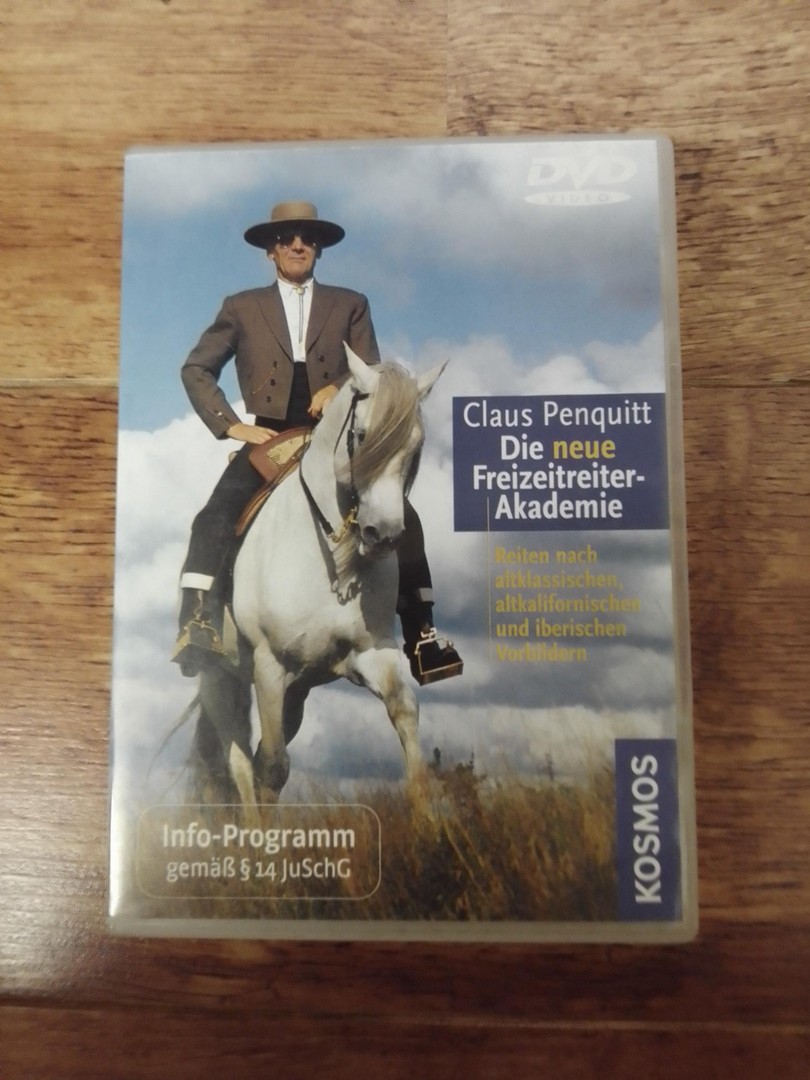 DVD
VIDEO
Claus Penquitt
Die neue
Freizeitreiter-
Akademie
Reiten nach
altklassischen,
altkalifornischen
und iberischen
Vorbildern
KOSMOS
Info-Programm
gemäß § 14 JuSchG